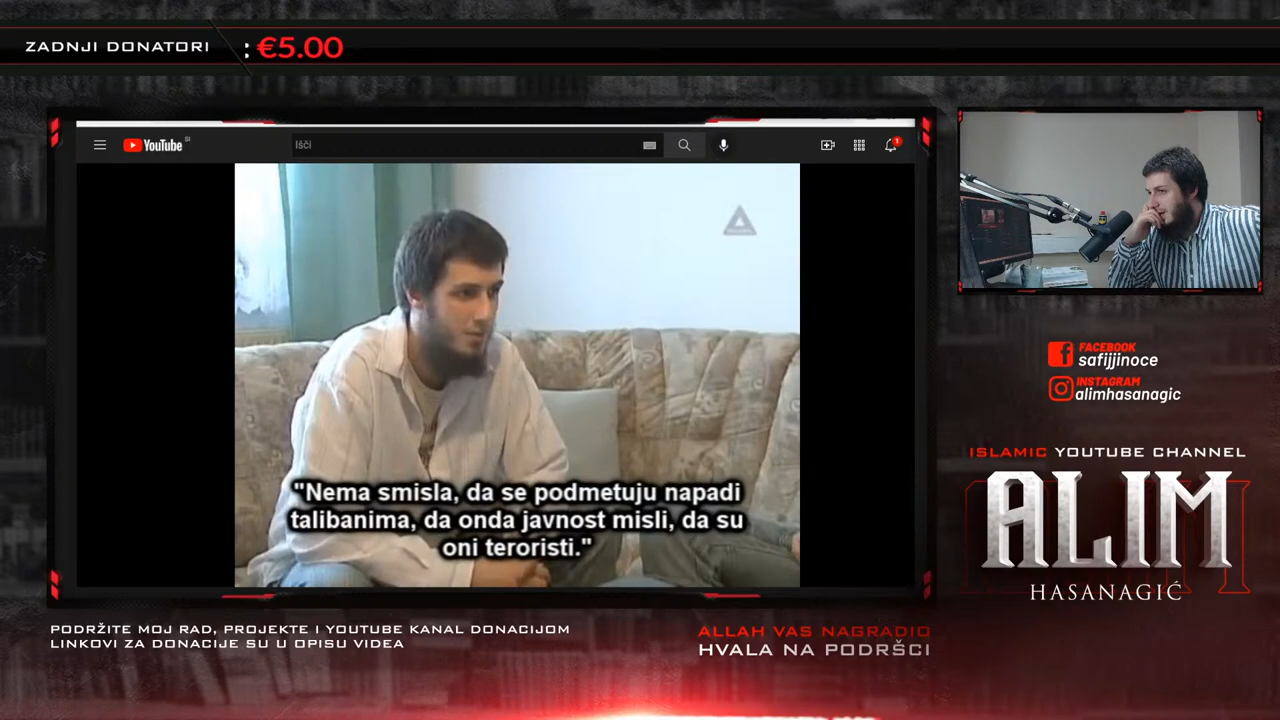 ZADNJI DONATORI
: €5.00
YouTube SI
Išči
1
"Nema smisla, da se podmetuju napadi
talibanima, da onda javnost misli, da su
oni teroristi."
FACEBOOK
safijjinoce
INSTAGRAM
alimhasanagic
ISLAMIC YOUTUBE CHANNEL
ALIM
HASANAGIĆ
PODRŽITE MOJ RAD, PROJEKTE I YOUTUBE KANAL DONACIJOM
LINKOVI ZA DONACIJE SU U OPISU VIDEA
ALLAH VAS NAGRADIO
HVALA NA PODRŠCI